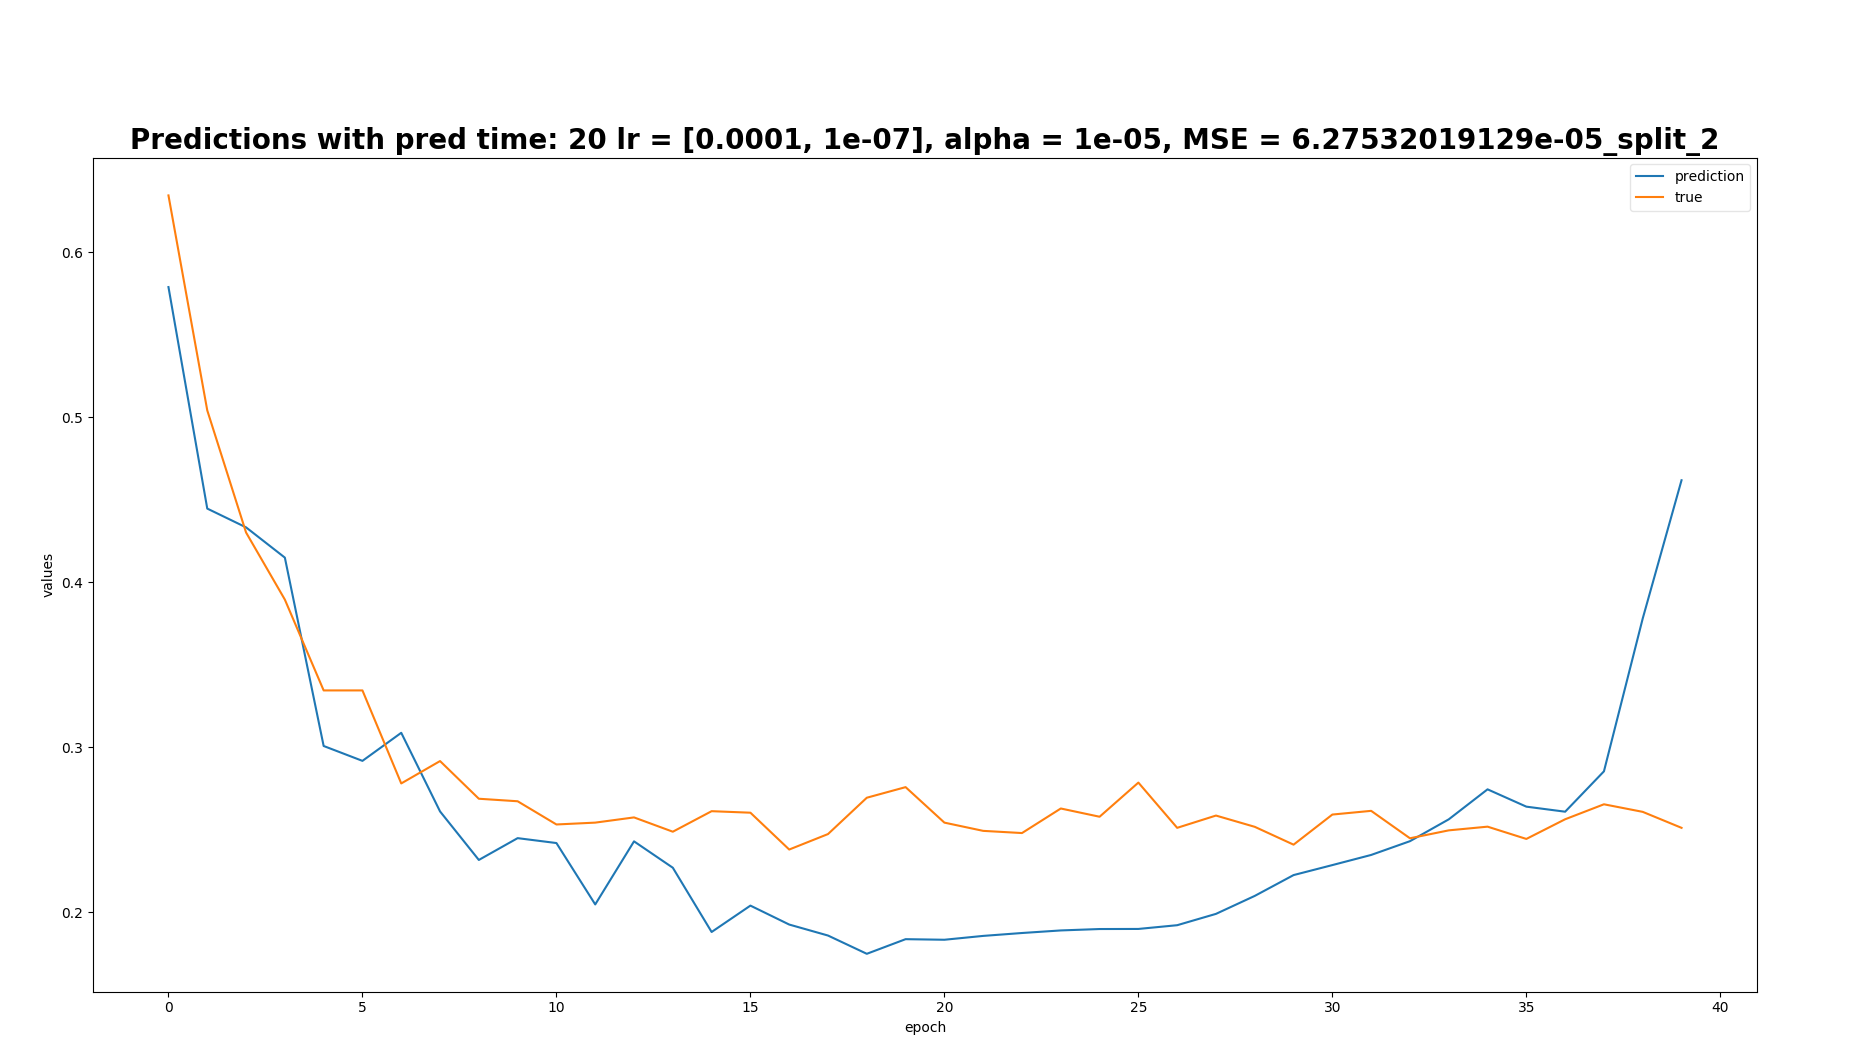 Predictions with pred time: 20 lr = [0.0001, 1e-07], alpha = 1e-05, MSE = 6.27532019129e-05_split_2
prediction
true
0.6
0.5
0.4
0.3
0.2
values
0 5 10 15 20 25 30 35 40
epoch